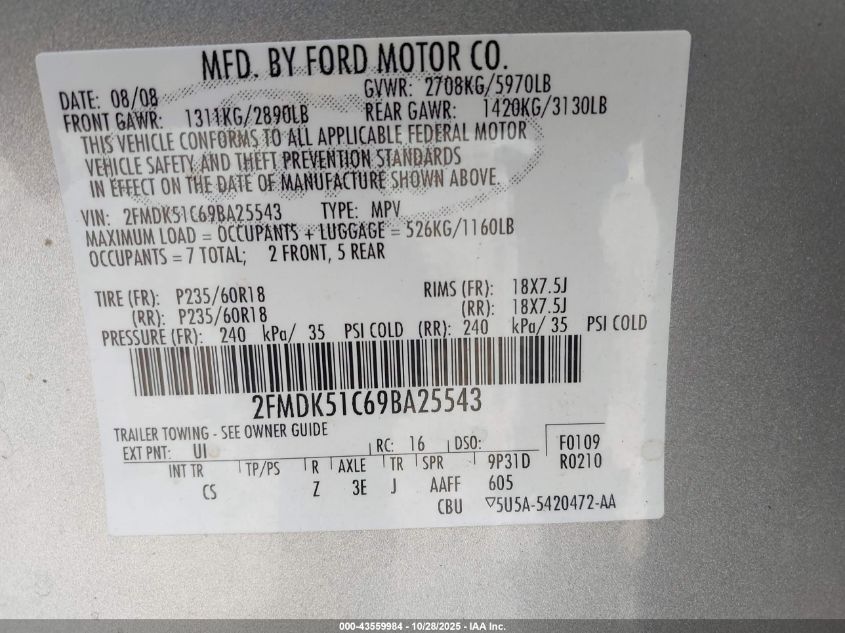 MFD. BY FORD MOTOR CO.
DATE: 08/08 GVWR: 2708KG/5970LB
FRONT GAWR: 1311KG/2890LB REAR GAWR: 1420KG/3130LB
THIS VEHICLE CONFORMS TO ALL APPLICABLE FEDERAL MOTOR
VEHICLE SAFETY AND THEFT PREVENTION STANDARDS
IN EFFECT ON THE DATE OF MANUFACTURE SHOWN ABOVE.
VIN: 2FMDK51C69BA25543 TYPE: MPV
MAXIMUM LOAD = OCCUPANTS + LUGGAGE = 526KG/1160LB
OCCUPANTS = 7 TOTAL; 2 FRONT, 5 REAR
TIRE (FR): P235/60R18 RIMS (FR): 18X7.5J
(RR): P235/60R18 (RR): 18X7.5J
PRESSURE (FR): 240 kPa/ 35 PSI COLD (RR): 240 kPa/ 35 PSI COLD
2FMDK51C69BA25543
TRAILER TOWING - SEE OWNER GUIDE
EXT PNT: UI RC: 16 DSO: F0109
INT TR TP/PS R AXLE TR SPR 9P31D R0210
CS Z 3E J AAFF 605
CBU ▽5U5A-5420472-AA
000-43559984 | 10/28/2025 - IAA Inc.